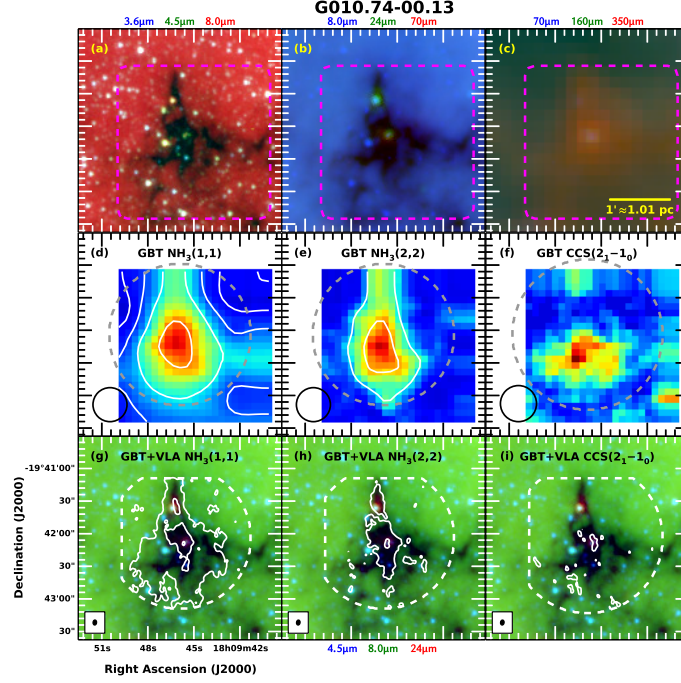 G010.74-00.13
3.6μm 4.5μm 8.0μm 8.0μm 24μm 70μm 70μm 160μm 350μm
(a) (b) (c)
1'≈1.01 pc
(d) GBT NH3(1,1) (e) GBT NH3(2,2) (f) GBT CCS(2₁−1₀)
(g) GBT+VLA NH3(1,1) (h) GBT+VLA NH3(2,2) (i) GBT+VLA CCS(2₁−1₀)
-19°41'00"
30"
42'00"
30"
43'00"
30"
Declination (J2000)
51s 48s 45s 18h09m42s
4.5μm 8.0μm 24μm
Right Ascension (J2000)